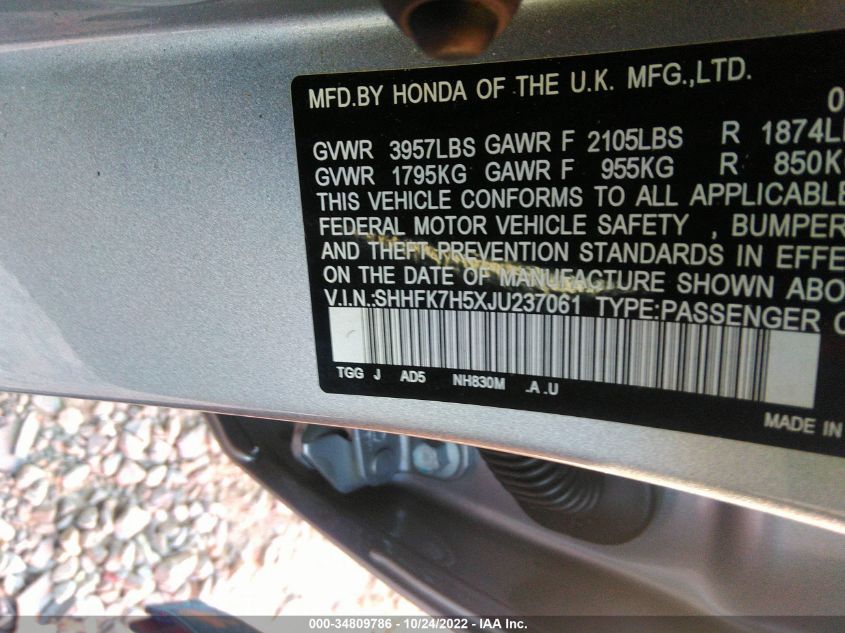 MFD.BY HONDA OF THE U.K. MFG.,LTD. 0
GVWR 3957LBS GAWR F 2105LBS R 1874L
GVWR 1795KG GAWR F 955KG R 850K
THIS VEHICLE CONFORMS TO ALL APPLICABLE
FEDERAL MOTOR VEHICLE SAFETY , BUMPER
AND THEFT PREVENTION STANDARDS IN EFFE
ON THE DATE OF MANUFACTURE SHOWN ABO
V.I.N.:SHHFK7H5XJU237061 TYPE:PASSENGER C
TGG J AD5 NH830M .A .U
MADE IN
000-34809786 - 10/24/2022 - IAA Inc.